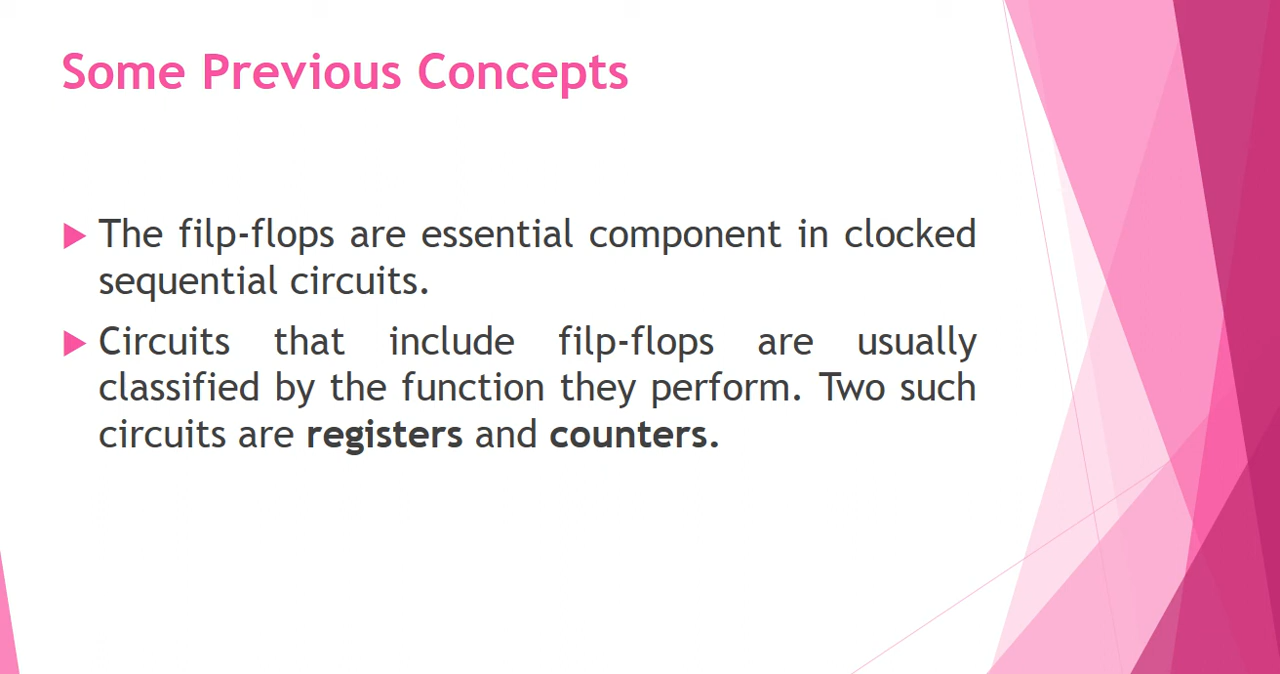 Some Previous Concepts
The filp-flops are essential component in clocked
sequential circuits.
Circuits that include filp-flops are usually
classified by the function they perform. Two such
circuits are registers and counters.